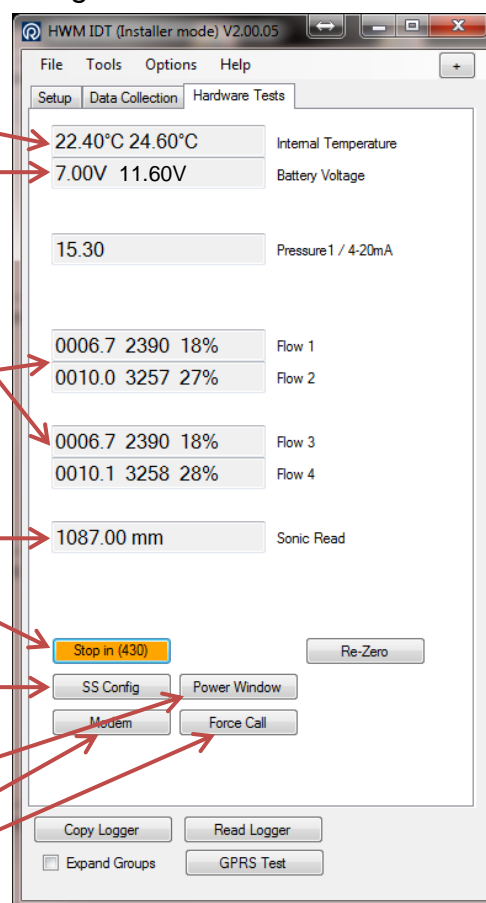 HWM IDT (Installer mode) V2.00.05
File Tools Options Help +
Setup Data Collection Hardware Tests
22.40°C 24.60°C Internal Temperature
7.00V 11.60V Battery Voltage
15.30 Pressure1 / 4-20mA
0006.7 2390 18% Flow 1
0010.0 3257 27% Flow 2
0006.7 2390 18% Flow 3
0010.1 3258 28% Flow 4
1087.00 mm Sonic Read
Stop in (430) Re-Zero
SS Config Power Window
Modem Force Call
Copy Logger Read Logger
Expand Groups GPRS Test